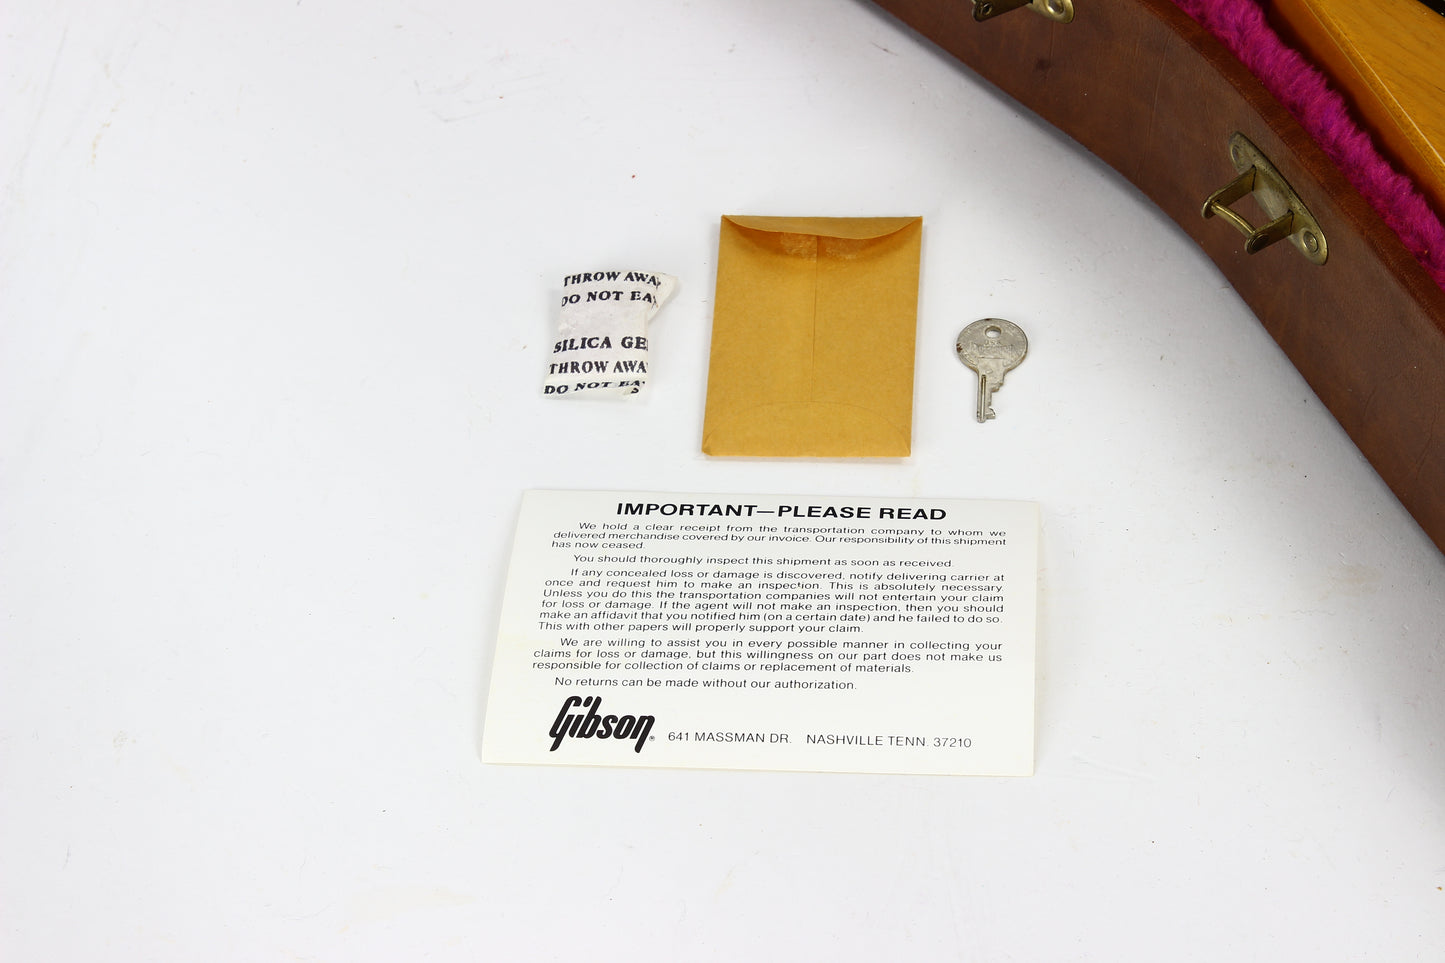 THROW AWA
DO NOT EA
SILICA GE
THROW AWA
DO NOT EA
IMPORTANT—PLEASE READ
We hold a clear receipt from the transportation company to whom we
delivered merchandise covered by our invoice. Our responsibility of this shipment
has now ceased.
You should thoroughly inspect this shipment as soon as received.
If any concealed loss or damage is discovered, notify delivering carrier at
once and request him to make an inspection. This is absolutely necessary.
Unless you do this the transportation companies will not entertain your claim
for loss or damage. If the agent will not make an inspection, then you should
make an affidavit that you notified him (on a certain date) and he failed to do so.
This with other papers will properly support your claim.
We are willing to assist you in every possible manner in collecting your
claims for loss or damage, but this willingness on our part does not make us
responsible for collection of claims or replacement of materials.
No returns can be made without our authorization.
Gibson® 641 MASSMAN DR. NASHVILLE TENN. 37210